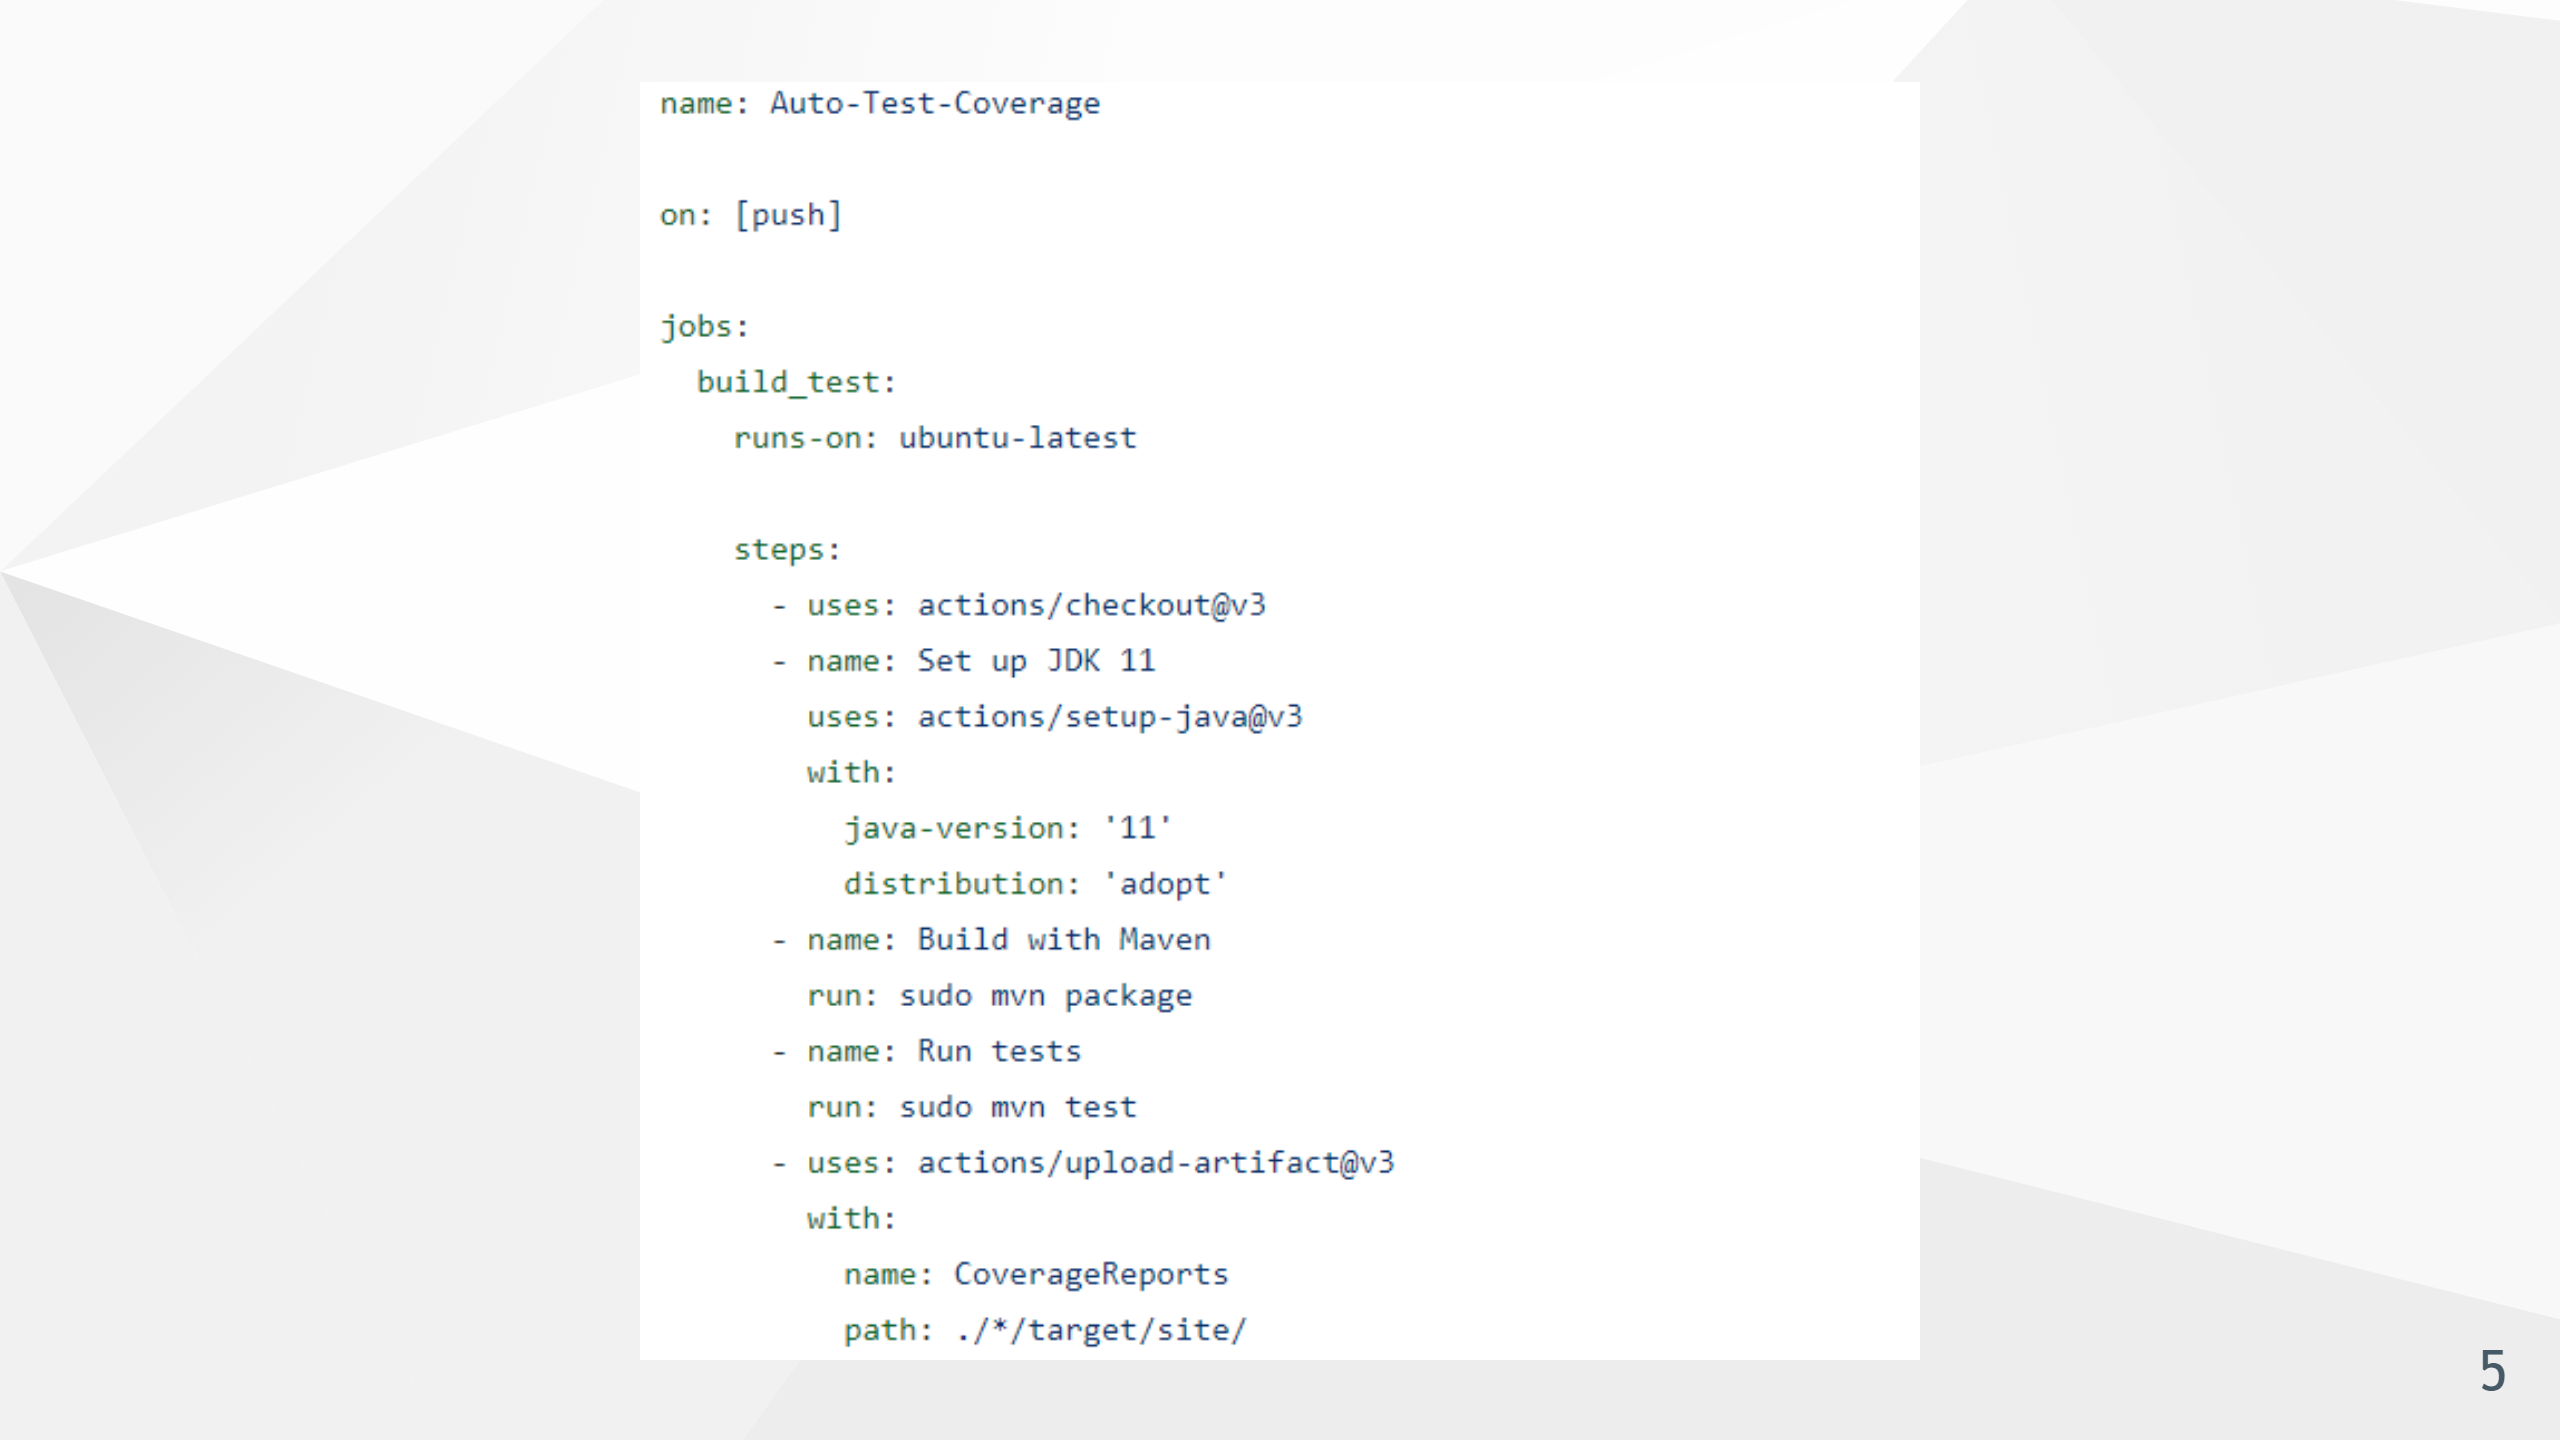 name: Auto-Test-Coverage
on: [push]
jobs:
  build_test:
    runs-on: ubuntu-latest
    steps:
      - uses: actions/checkout@v3
      - name: Set up JDK 11
        uses: actions/setup-java@v3
        with:
          java-version: '11'
          distribution: 'adopt'
      - name: Build with Maven
        run: sudo mvn package
      - name: Run tests
        run: sudo mvn test
      - uses: actions/upload-artifact@v3
        with:
          name: CoverageReports
          path: ./*/target/site/
5